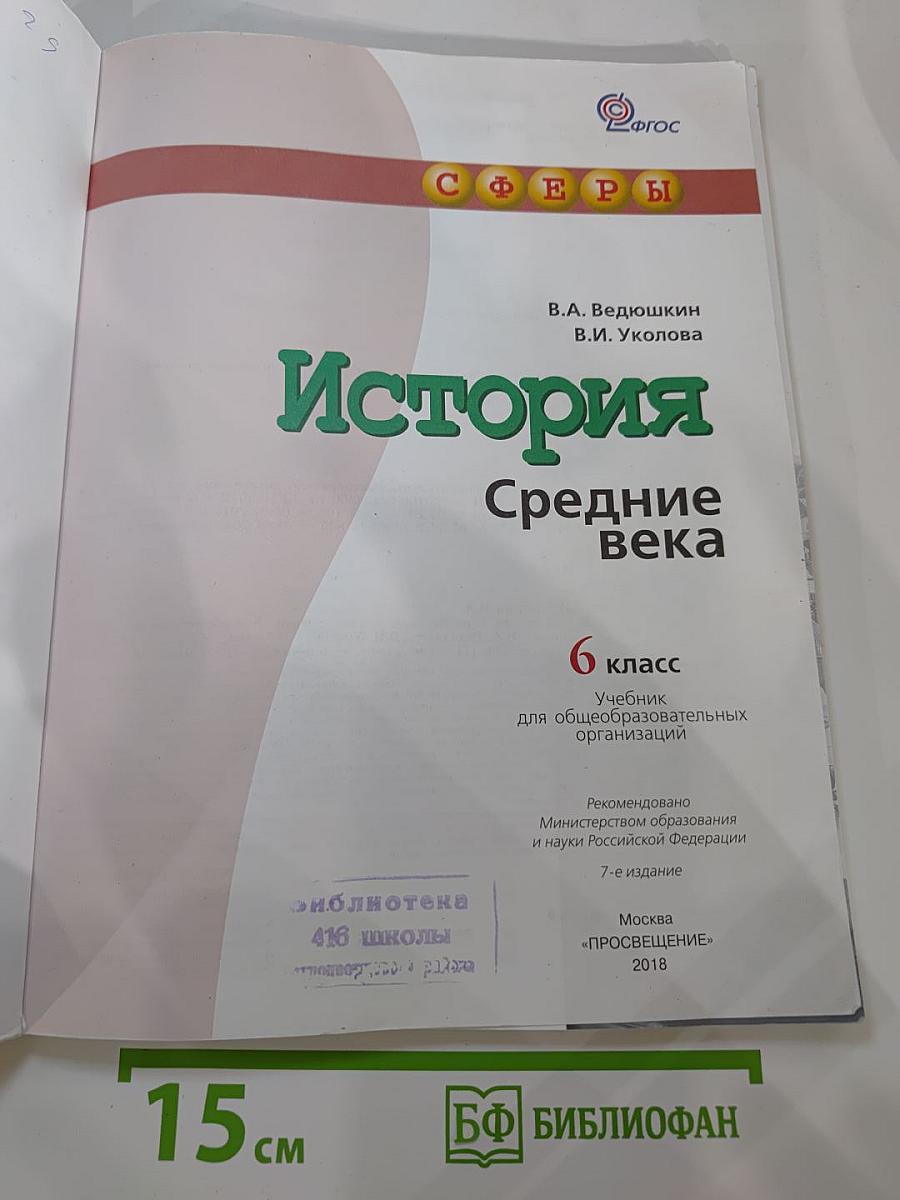 ФГОС
СФЕРЫ
В.А. Ведюшкин
В.И. Уколова
История
Средние
века
6 класс
Учебник
для общеобразовательных
организаций
Рекомендовано
Министерством образования
и науки Российской Федерации
7-е издание
Библиотека
416 школы
Москва
«ПРОСВЕЩЕНИЕ»
2018
15 см
БФ БИБЛИОФАН